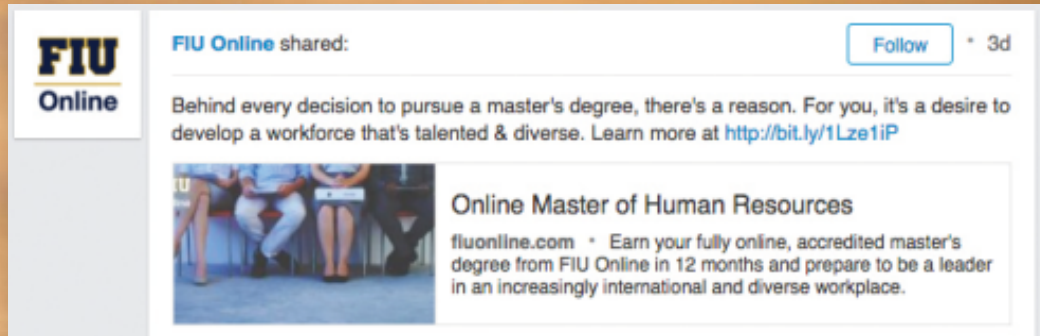 FIU
Online
FIU Online shared:
Follow · 3d
Behind every decision to pursue a master's degree, there's a reason. For you, it's a desire to
develop a workforce that's talented & diverse. Learn more at http://bit.ly/1Lze1iP
Online Master of Human Resources
fiuonline.com · Earn your fully online, accredited master's
degree from FIU Online in 12 months and prepare to be a leader
in an increasingly international and diverse workplace.